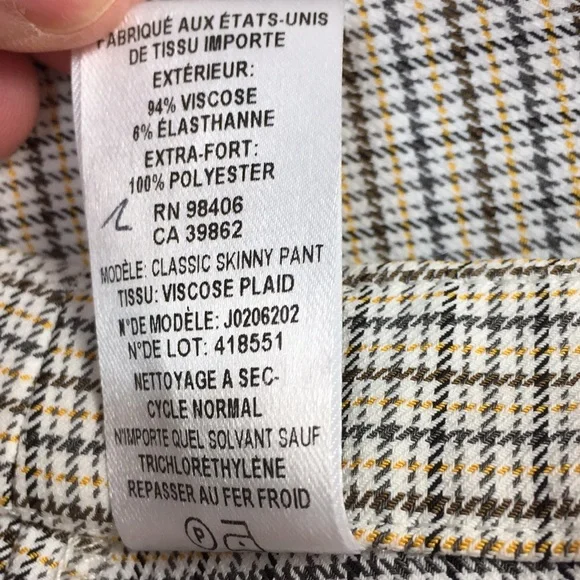 FABRIQUÉ AUX ÉTATS-UNIS
DE TISSU IMPORTE
EXTÉRIEUR:
94% VISCOSE
6% ÉLASTHANNE
EXTRA-FORT:
100% POLYESTER
RN 98406
CA 39862
MODÈLE: CLASSIC SKINNY PANT
TISSU: VISCOSE PLAID
N°DE MODÈLE: J0206202
N°DE LOT: 418551
NETTOYAGE A SEC-
CYCLE NORMAL
N'IMPORTE QUEL SOLVANT SAUF
TRICHLORÉTHYLÈNE
REPASSER AU FER FROID
P